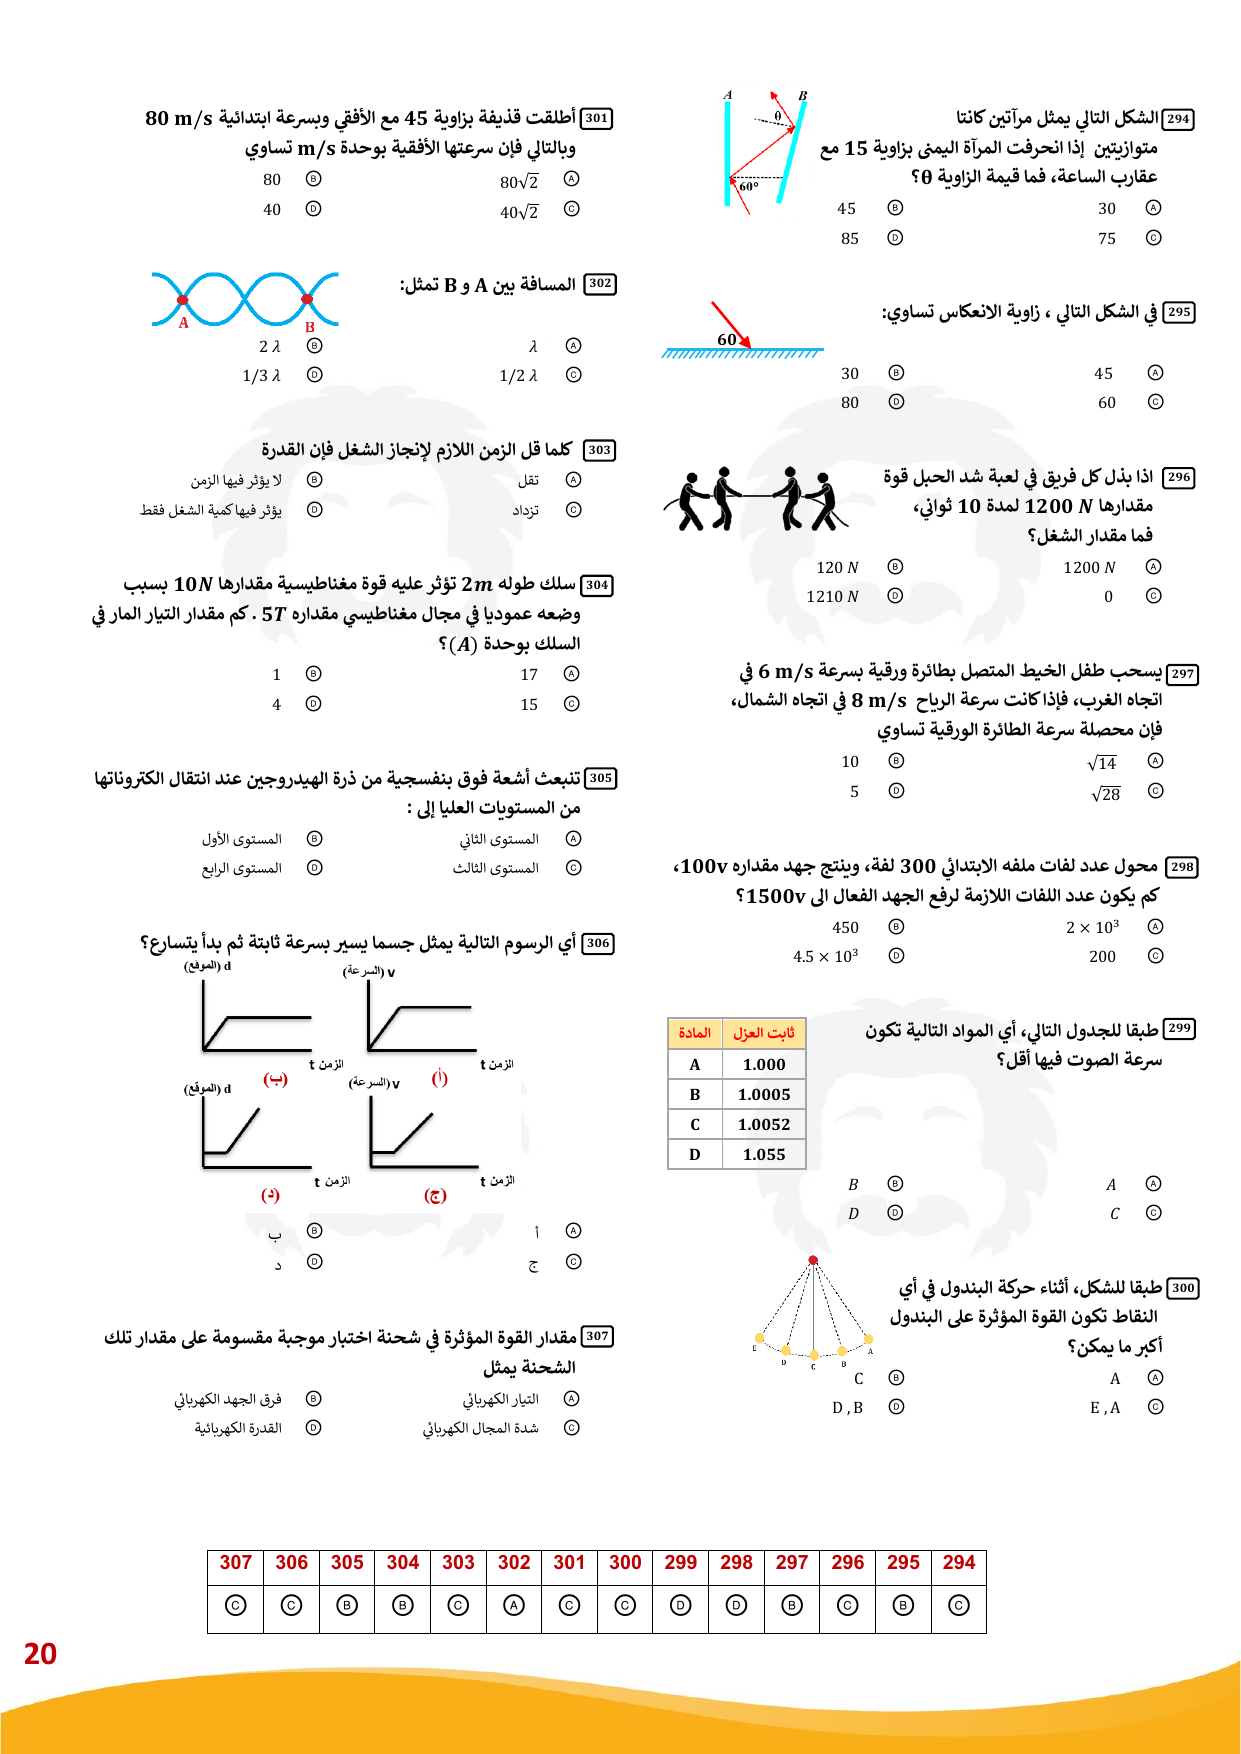 294 الشكل التالي يمثل مرآتين كانتا
متوازيتين إذا انحرفت المرآة اليمنى بزاوية 15 مع
عقارب الساعة، فما قيمة الزاوية θ؟
A B θ 60°
A 30 B 45
C 75 D 85
295 في الشكل التالي ، زاوية الانعكاس تساوي:
60
A 45 B 30
C 60 D 80
296 اذا بذل كل فريق في لعبة شد الحبل قوة
مقدارها 1200 N لمدة 10 ثواني،
فما مقدار الشغل؟
A 1200 N B 120 N
C 0 D 1210 N
297 يسحب طفل الخيط المتصل بطائرة ورقية بسرعة 6 m/s في
اتجاه الغرب، فإذا كانت سرعة الرياح 8 m/s في اتجاه الشمال،
فإن محصلة سرعة الطائرة الورقية تساوي
A √14 B 10
C √28 D 5
298 محول عدد لفات ملفه الابتدائي 300 لفة، وينتج جهد مقداره 100v،
كم يكون عدد اللفات اللازمة لرفع الجهد الفعال الى 1500v؟
A 2 × 10³ B 450
C 200 D 4.5 × 10³
299 طبقا للجدول التالي، أي المواد التالية تكون
سرعة الصوت فيها أقل؟
المادة ثابت العزل
A 1.000
B 1.0005
C 1.0052
D 1.055
A A B B
C C D D
300 طبقا للشكل، أثناء حركة البندول في أي
النقاط تكون القوة المؤثرة على البندول
أكبر ما يمكن؟
E D C B A
A A B C
C E , A D D , B
301 أطلقت قذيفة بزاوية 45 مع الأفقي وبسرعة ابتدائية 80 m/s
وبالتالي فإن سرعتها الأفقية بوحدة m/s تساوي
A 80√2 B 80
C 40√2 D 40
302 المسافة بين A و B تمثل:
A B
A λ B 2 λ
C 1/2 λ D 1/3 λ
303 كلما قل الزمن اللازم لإنجاز الشغل فإن القدرة
A تقل B لا يؤثر فيها الزمن
C تزداد D يؤثر فيها كمية الشغل فقط
304 سلك طوله 2m تؤثر عليه قوة مغناطيسية مقدارها 10N بسبب
وضعه عموديا في مجال مغناطيسي مقداره 5T . كم مقدار التيار المار في
السلك بوحدة (A)؟
A 17 B 1
C 15 D 4
305 تنبعث أشعة فوق بنفسجية من ذرة الهيدروجين عند انتقال الكتروناتها
من المستويات العليا إلى :
A المستوى الثاني B المستوى الأول
C المستوى الثالث D المستوى الرابع
306 أي الرسوم التالية يمثل جسما يسير بسرعة ثابتة ثم بدأ يتسارع؟
(السرعة) v (الموقع) d
الزمن t الزمن t
(أ) (ب)
(السرعة) v (الموقع) d
الزمن t الزمن t
(ج) (د)
A أ B ب
C ج D د
307 مقدار القوة المؤثرة في شحنة اختبار موجبة مقسومة على مقدار تلك
الشحنة يمثل
A التيار الكهربائي B فرق الجهد الكهربائي
C شدة المجال الكهربائي D القدرة الكهربائية
307 306 305 304 303 302 301 300 299 298 297 296 295 294
C C B B C A C C D D B C B C
20